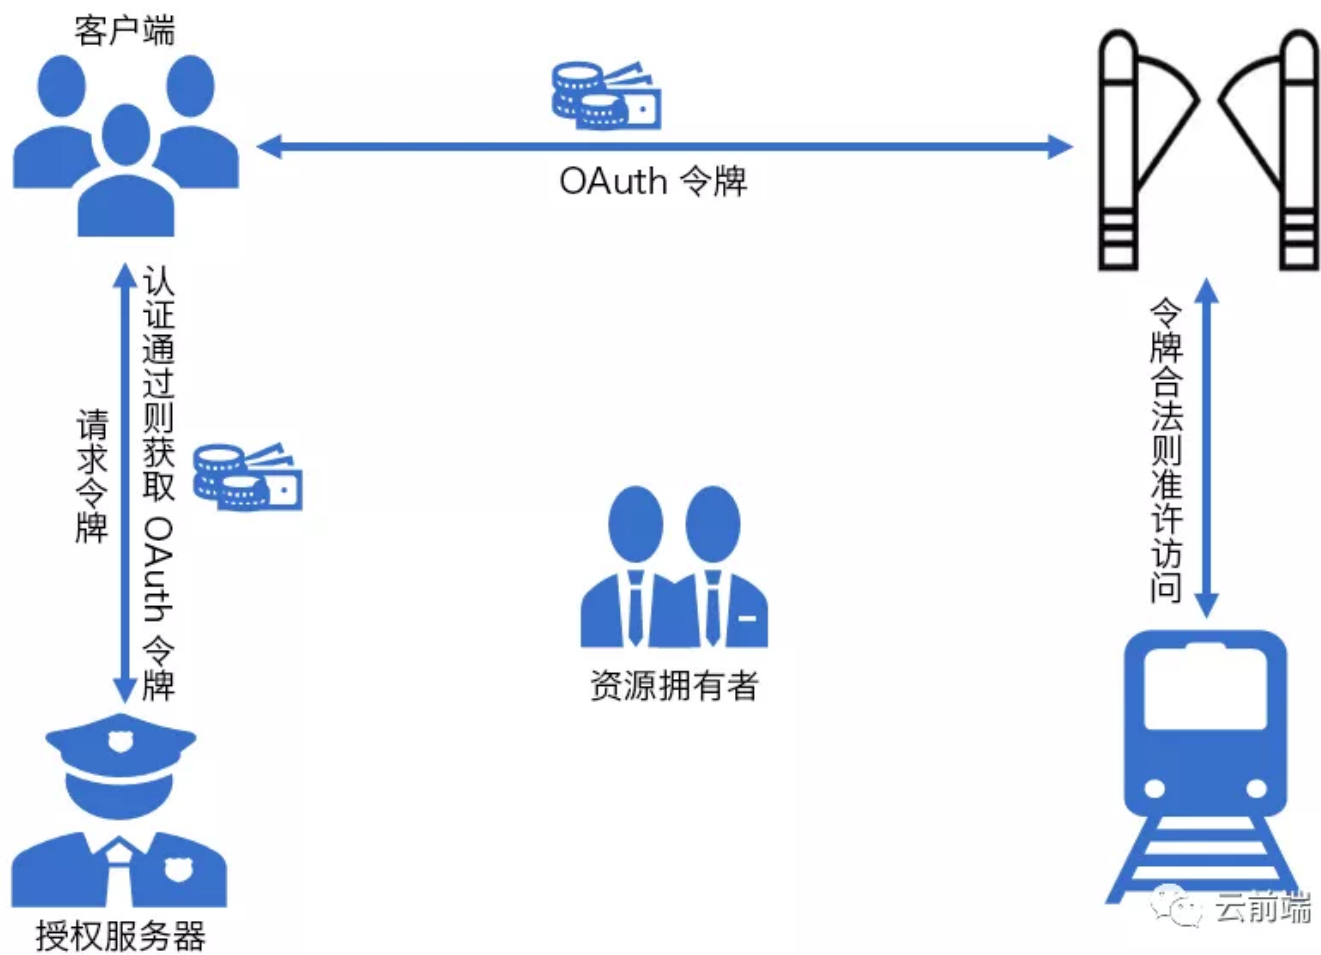 客户端
OAuth 令牌
认证通过则获取 OAuth 令牌
请求令牌
令牌合法则准许访问
资源拥有者
授权服务器
云前端